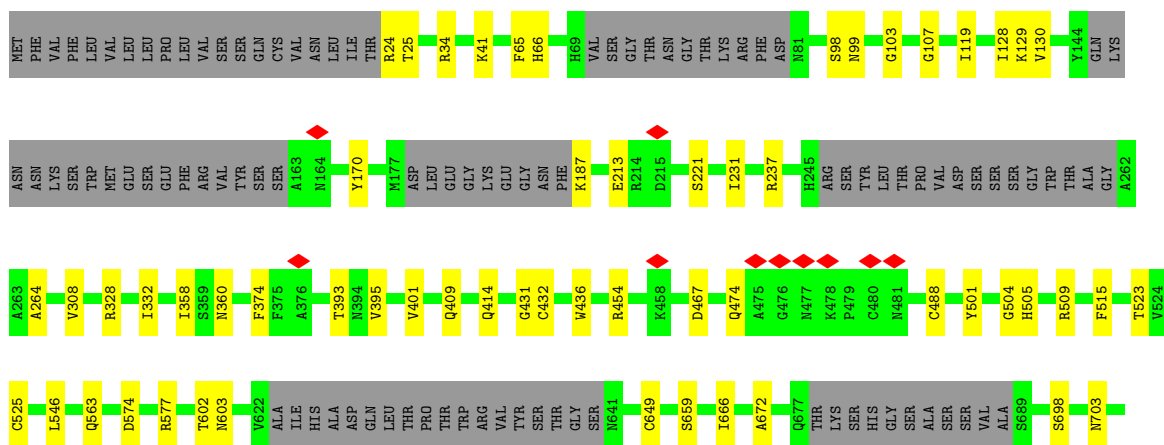 MET PHE VAL PHE LEU VAL LEU LEU PRO LEU VAL SER SER GLN CYS VAL ASN LEU ILE THR R24 T25 R34 K41 F65 H66 H69 VAL SER GLY THR ASN GLY THR LYS ARG PHE ASP N81 S98 N99 G103 G107 I119 I128 K129 V130 Y144 GLN LYS
ASN ASN LYS SER TRP MET GLU SER GLU PHE ARG VAL TYR SER SER A163 N164 Y170 M177 ASP LEU GLU GLY LYS GLU GLY ASN PHE K187 E213 R214 D215 S221 I231 R237 H245 ARG SER TYR LEU THR PRO VAL ASP SER SER SER GLY TRP THR ALA GLY A262
A263 A264 V308 R328 I332 I358 S359 N360 F374 F375 A376 T393 N394 V395 V401 Q409 Q414 G431 C432 W436 R454 K458 D467 Q474 A475 G476 N477 K478 P479 C480 N481 C488 Y501 G504 H505 R509 F515 T523 V524
C525 L546 Q563 D574 R577 T602 N603 V622 ALA ILE HIS ALA ASP GLN LEU THR PRO THR TRP ARG VAL TYR SER THR GLY SER N641 C649 S659 I666 A672 Q677 THR LYS SER HIS GLY SER ALA SER SER VAL ALA S689 S698 N703